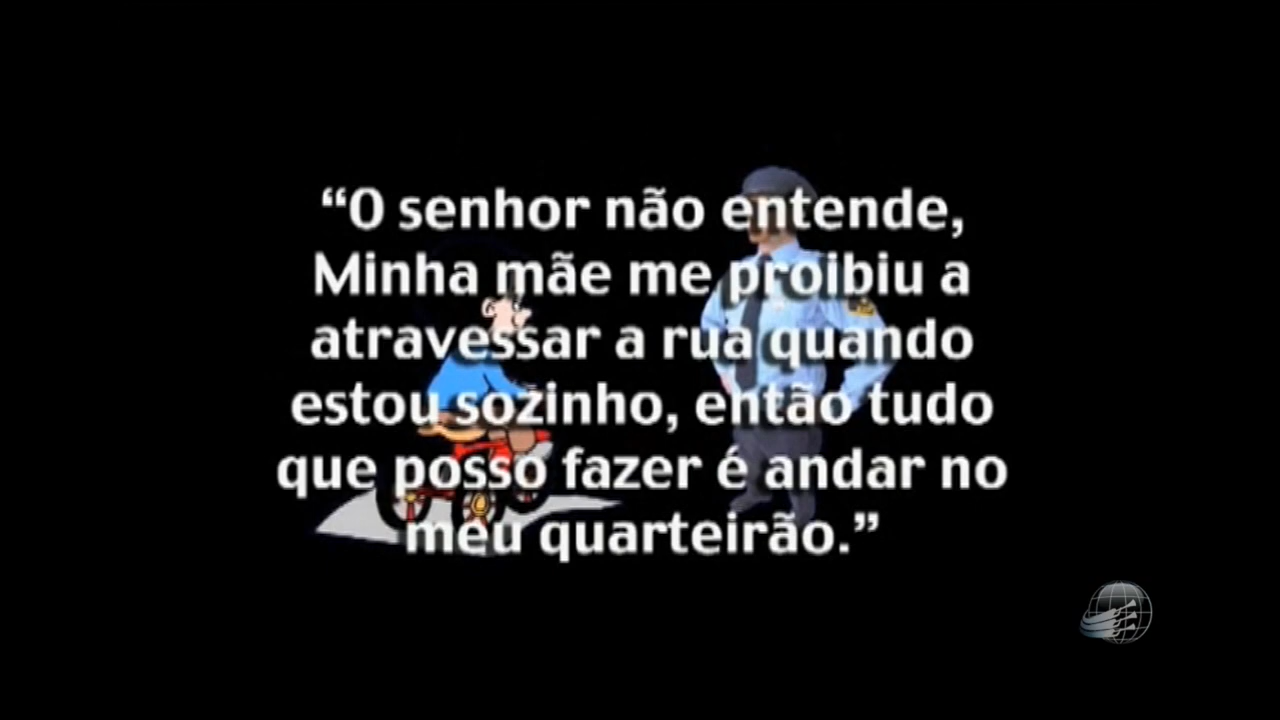 “O senhor não entende,
Minha mãe me proibiu a
atravessar a rua quando
estou sozinho, então tudo
que posso fazer é andar no
meu quarteirão.”